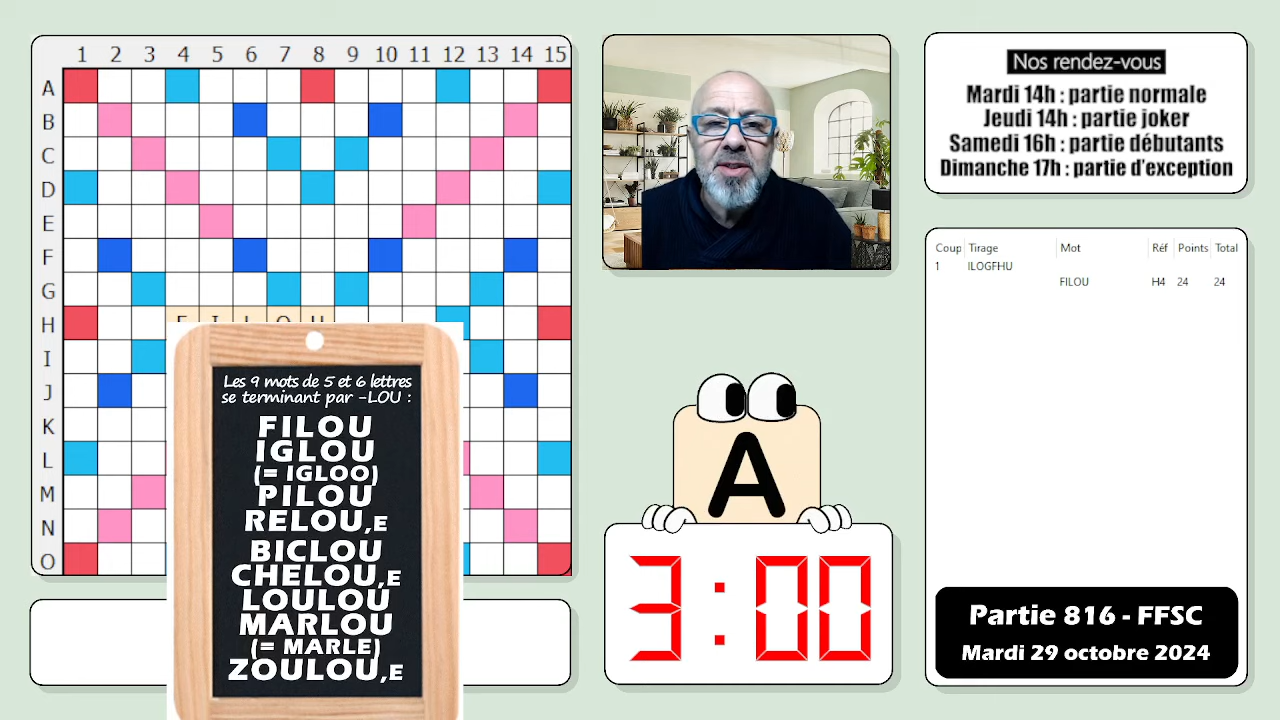 1 2 3 4 5 6 7 8 9 10 11 12 13 14 15
A
B
C
D
E
F
G
H
I
J
K
L
M
N
O
F I L O U
Les 9 mots de 5 et 6 lettres
se terminant par -LOU :
FILOU
IGLOU
(= IGLOO)
PILOU
RELOU,E
BICLOU
CHELOU,E
LOULOU
MARLOU
(= MARLE)
ZOULOU,E
A
3:00
Nos rendez-vous
Mardi 14h : partie normale
Jeudi 14h : partie joker
Samedi 16h : partie débutants
Dimanche 17h : partie d'exception
Coup Tirage Mot Réf Points Total
1 ILOGFHU
FILOU H4 24 24
Partie 816 - FFSC
Mardi 29 octobre 2024